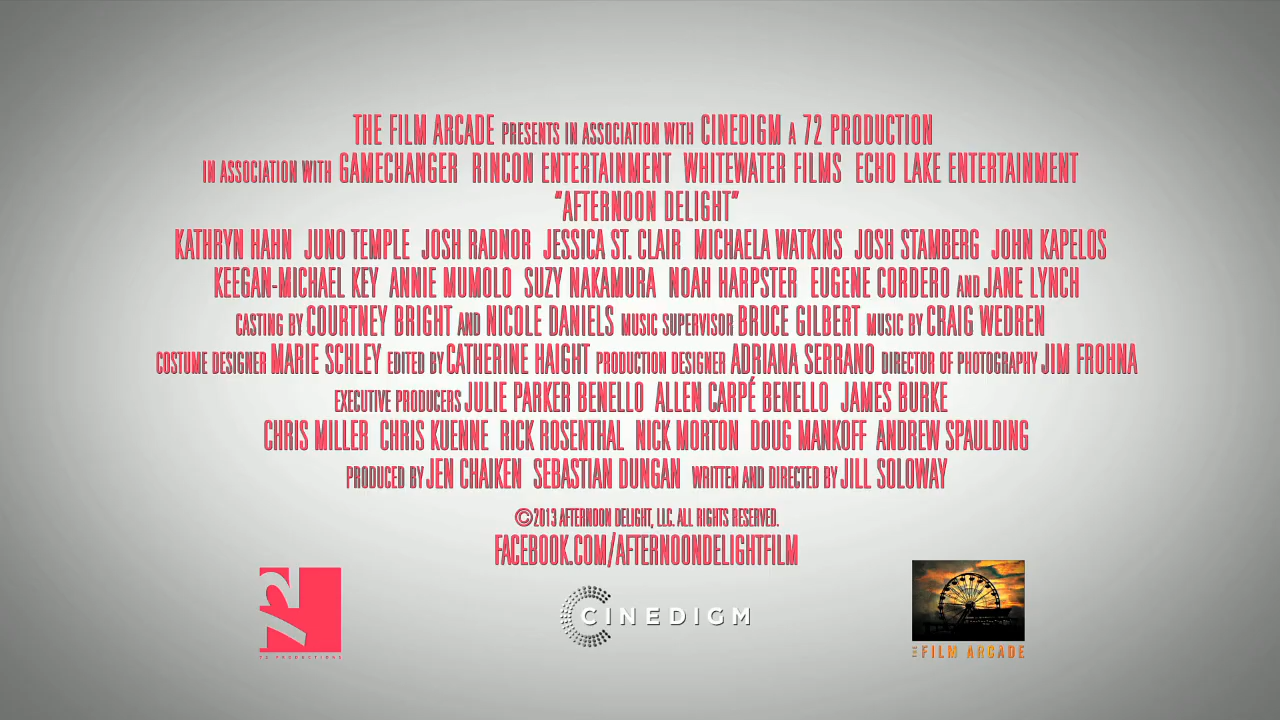 THE FILM ARCADE PRESENTS IN ASSOCIATION WITH CINEDIGM A 72 PRODUCTION
IN ASSOCIATION WITH GAMECHANGER RINCON ENTERTAINMENT WHITEWATER FILMS ECHO LAKE ENTERTAINMENT
"AFTERNOON DELIGHT"
KATHRYN HAHN JUNO TEMPLE JOSH RADNOR JESSICA ST. CLAIR MICHAELA WATKINS JOSH STAMBERG JOHN KAPELOS
KEEGAN-MICHAEL KEY ANNIE MUMOLO SUZY NAKAMURA NOAH HARPSTER EUGENE CORDERO AND JANE LYNCH
CASTING BY COURTNEY BRIGHT AND NICOLE DANIELS MUSIC SUPERVISOR BRUCE GILBERT MUSIC BY CRAIG WEDREN
COSTUME DESIGNER MARIE SCHLEY EDITED BY CATHERINE HAIGHT PRODUCTION DESIGNER ADRIANA SERRANO DIRECTOR OF PHOTOGRAPHY JIM FROHNA
EXECUTIVE PRODUCERS JULIE PARKER BENELLO ALLEN CARPÉ BENELLO JAMES BURKE
CHRIS MILLER CHRIS KUENNE RICK ROSENTHAL NICK MORTON DOUG MANKOFF ANDREW SPAULDING
PRODUCED BY JEN CHAIKEN SEBASTIAN DUNGAN WRITTEN AND DIRECTED BY JILL SOLOWAY
©2013 AFTERNOON DELIGHT, LLC. ALL RIGHTS RESERVED.
FACEBOOK.COM/AFTERNOONDELIGHTFILM
72
72 PRODUCTIONS
CINEDIGM
THE FILM ARCADE